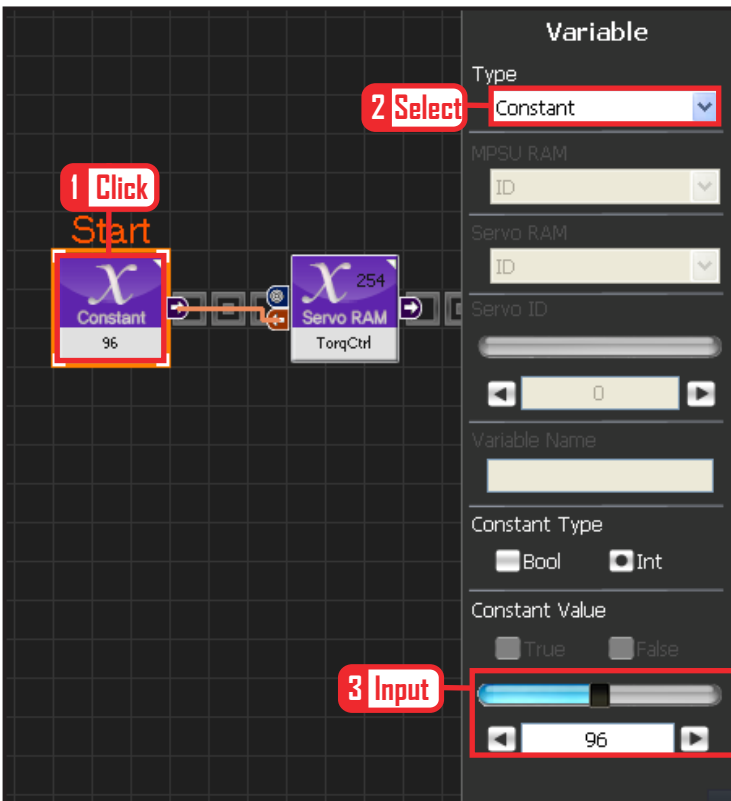 Variable
Type
2 Select
Constant
MPSU RAM
ID
1 Click
Start
Servo RAM
ID
X
Constant
96
X 254
Servo RAM
TorqCtrl
Servo ID
0
Variable Name
Constant Type
Bool Int
Constant Value
True False
3 Input
96